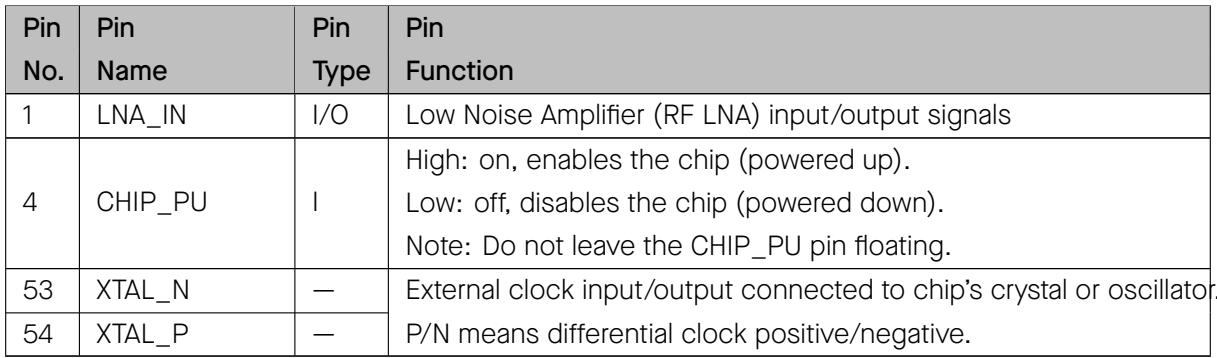 Pin Pin Pin Pin
No. Name Type Function
1 LNA_IN I/O Low Noise Amplifier (RF LNA) input/output signals
High: on, enables the chip (powered up).
4 CHIP_PU I Low: off, disables the chip (powered down).
Note: Do not leave the CHIP_PU pin floating.
53 XTAL_N — External clock input/output connected to chip’s crystal or oscillator.
54 XTAL_P — P/N means differential clock positive/negative.